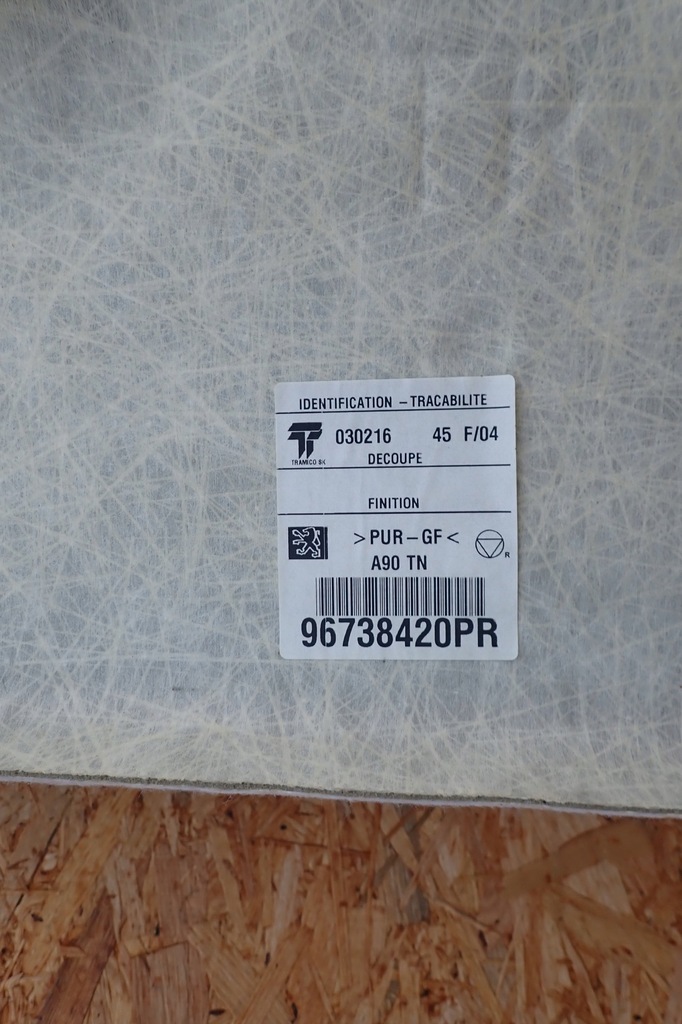 IDENTIFICATION - TRACABILITE
TRAMICO SK
030216 45 F/04
DECOUPE
FINITION
>PUR-GF<
R
A90 TN
96738420PR